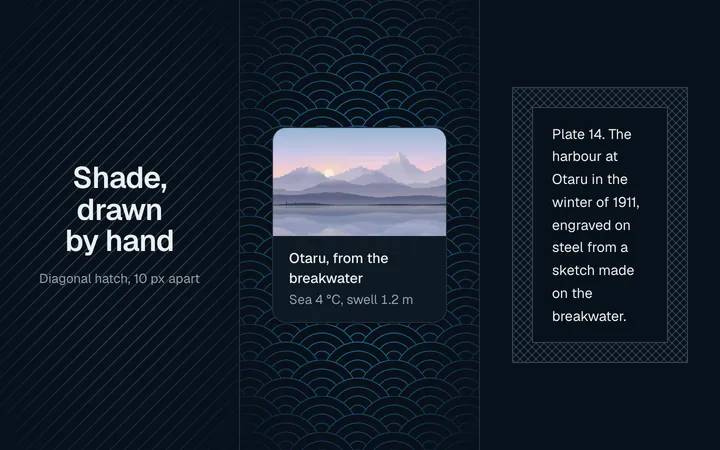 Shade,
drawn
by hand
Diagonal hatch, 10 px apart
Otaru, from the
breakwater
Sea 4 °C, swell 1.2 m
Plate 14. The
harbour at
Otaru in the
winter of 1911,
engraved on
steel from a
sketch made
on the
breakwater.